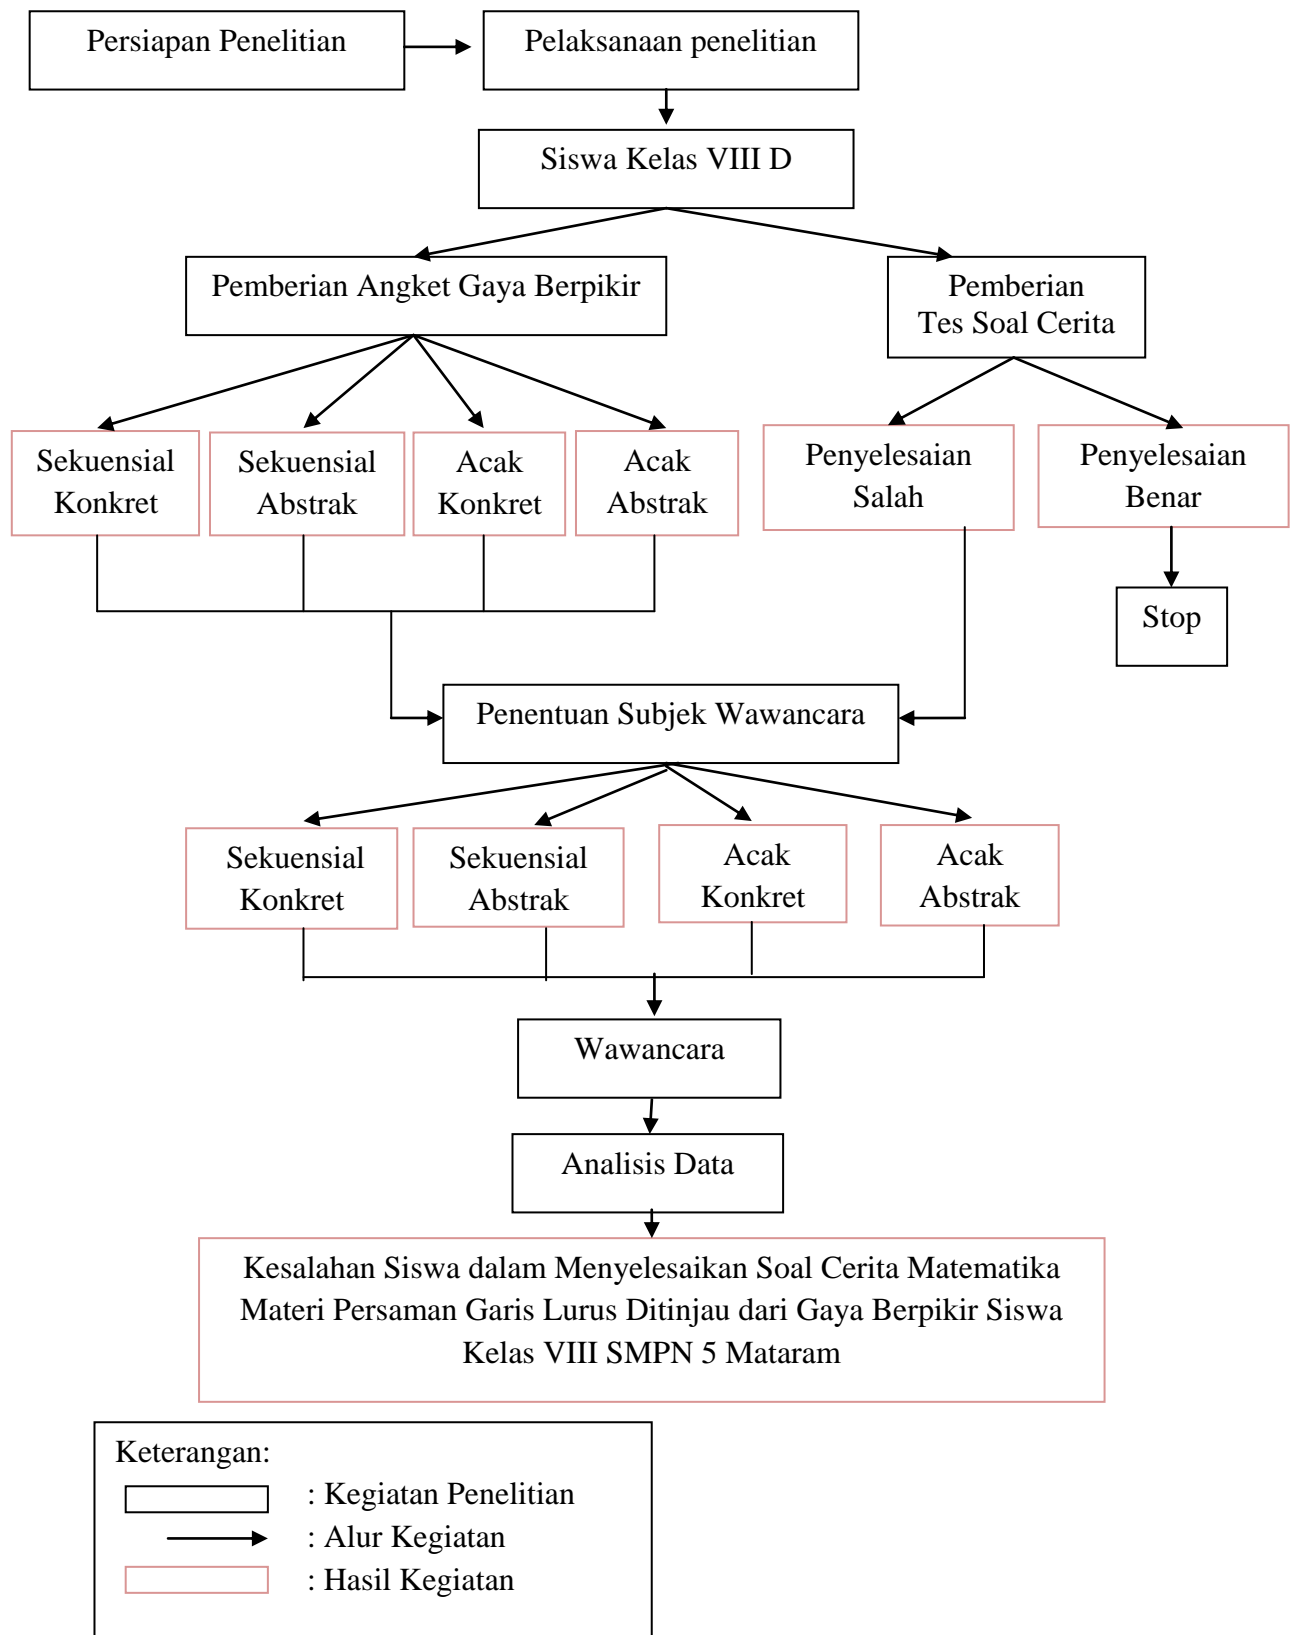 Persiapan Penelitian
Pelaksanaan penelitian
Siswa Kelas VIII D
Pemberian Angket Gaya Berpikir
Pemberian
Tes Soal Cerita
Sekuensial
Konkret
Sekuensial
Abstrak
Acak
Konkret
Acak
Abstrak
Penyelesaian
Salah
Penyelesaian
Benar
Stop
Penentuan Subjek Wawancara
Sekuensial
Konkret
Sekuensial
Abstrak
Acak
Konkret
Acak
Abstrak
Wawancara
Analisis Data
Kesalahan Siswa dalam Menyelesaikan Soal Cerita Matematika
Materi Persaman Garis Lurus Ditinjau dari Gaya Berpikir Siswa
Kelas VIII SMPN 5 Mataram
Keterangan:
: Kegiatan Penelitian
: Alur Kegiatan
: Hasil Kegiatan